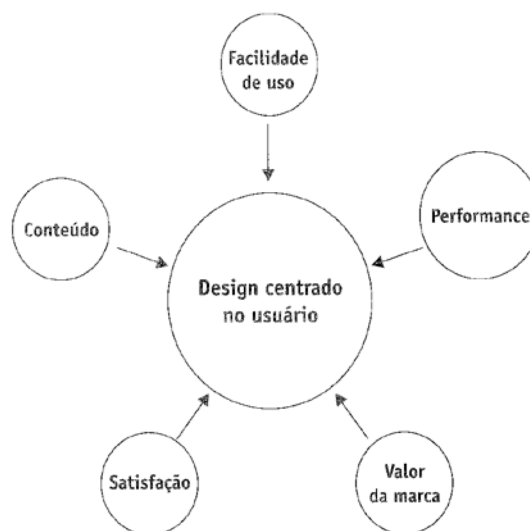 Facilidade
de uso
Conteúdo
Performance
Design centrado
no usuário
Satisfação
Valor
da marca